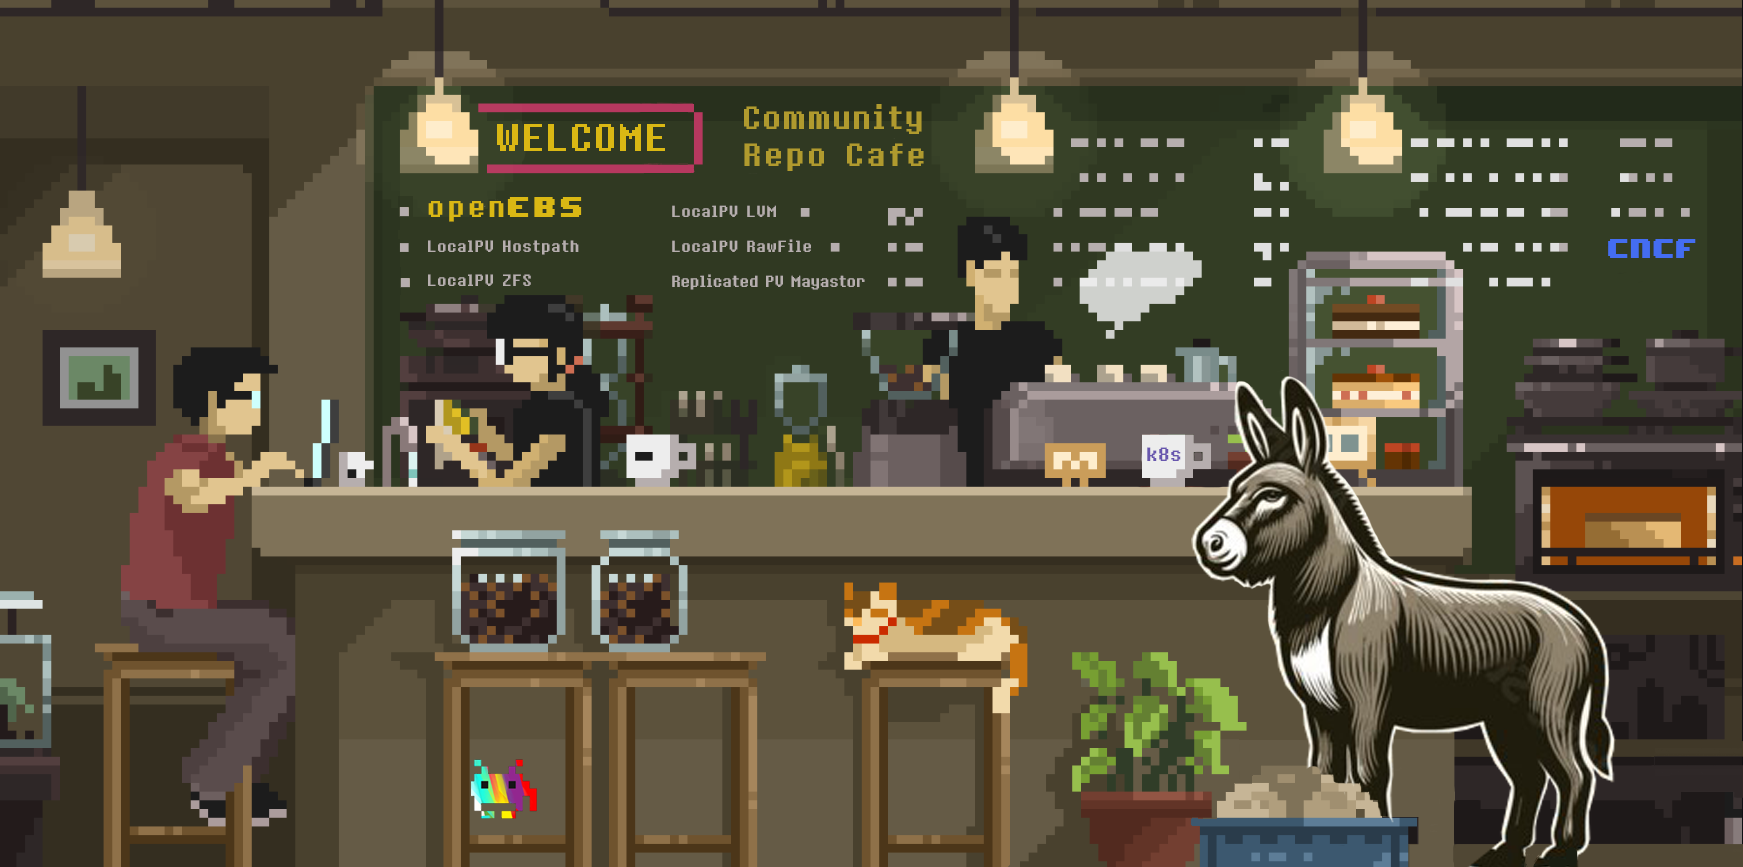 WELCOME
Community
Repo Cafe
openEBS
LocalPV Hostpath
LocalPV ZFS
LocalPV LVM
LocalPV RawFile
Replicated PV Mayastor
CNCF
k8s